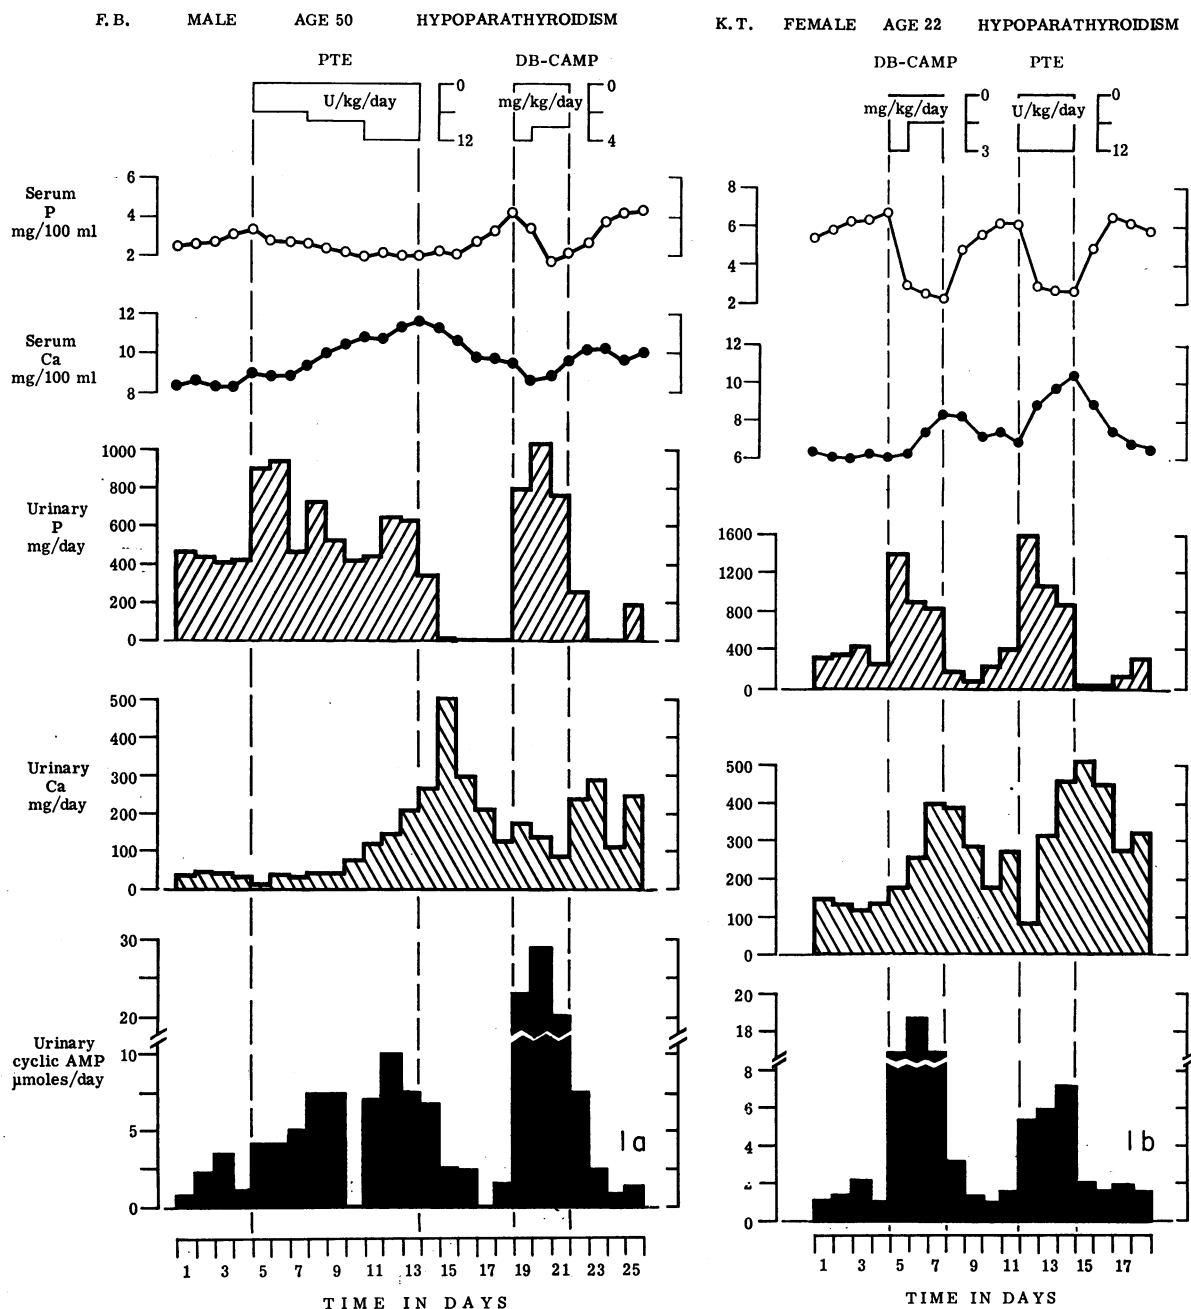 F.B. MALE AGE 50 HYPOPARATHYROIDISM
PTE DB-CAMP
U/kg/day 0 12 mg/kg/day 0 4
Serum
P
mg/100 ml
6
4
2
Serum
Ca
mg/100 ml
12
10
8
Urinary
P
mg/day
1000
800
600
400
200
0
Urinary
Ca
mg/day
500
400
300
200
100
0
Urinary
cyclic AMP
µmoles/day
30
20
10
5
0
1a
1 3 5 7 9 11 13 15 17 19 21 23 25
TIME IN DAYS
K.T. FEMALE AGE 22 HYPOPARATHYROIDISM
DB-CAMP PTE
mg/kg/day 0 3 U/kg/day 0 12
8
6
4
2
12
10
8
6
1600
1200
800
400
0
500
400
300
200
100
0
20
18
8
6
4
2
0
1b
1 3 5 7 9 11 13 15 17
TIME IN DAYS